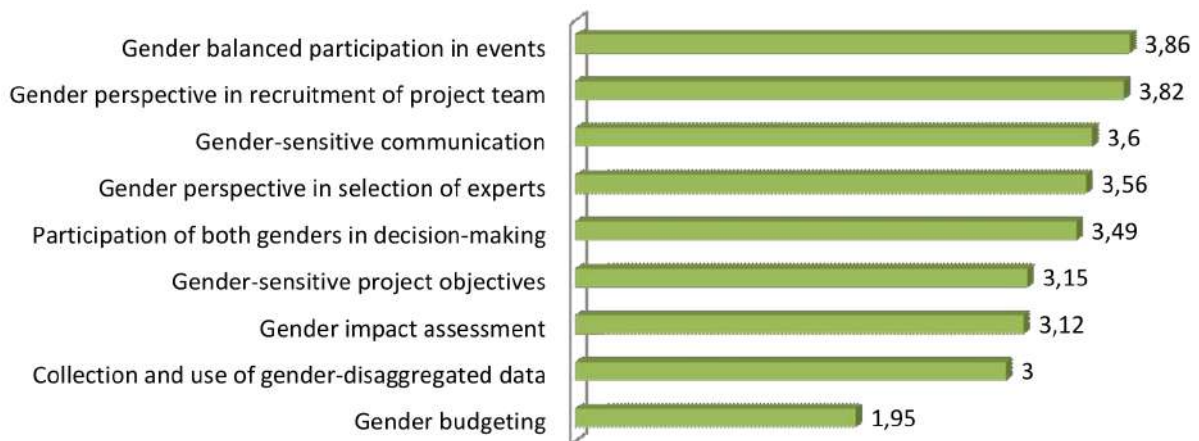 Gender balanced participation in events 3,86
Gender perspective in recruitment of project team 3,82
Gender-sensitive communication 3,6
Gender perspective in selection of experts 3,56
Participation of both genders in decision-making 3,49
Gender-sensitive project objectives 3,15
Gender impact assessment 3,12
Collection and use of gender-disaggregated data 3
Gender budgeting 1,95